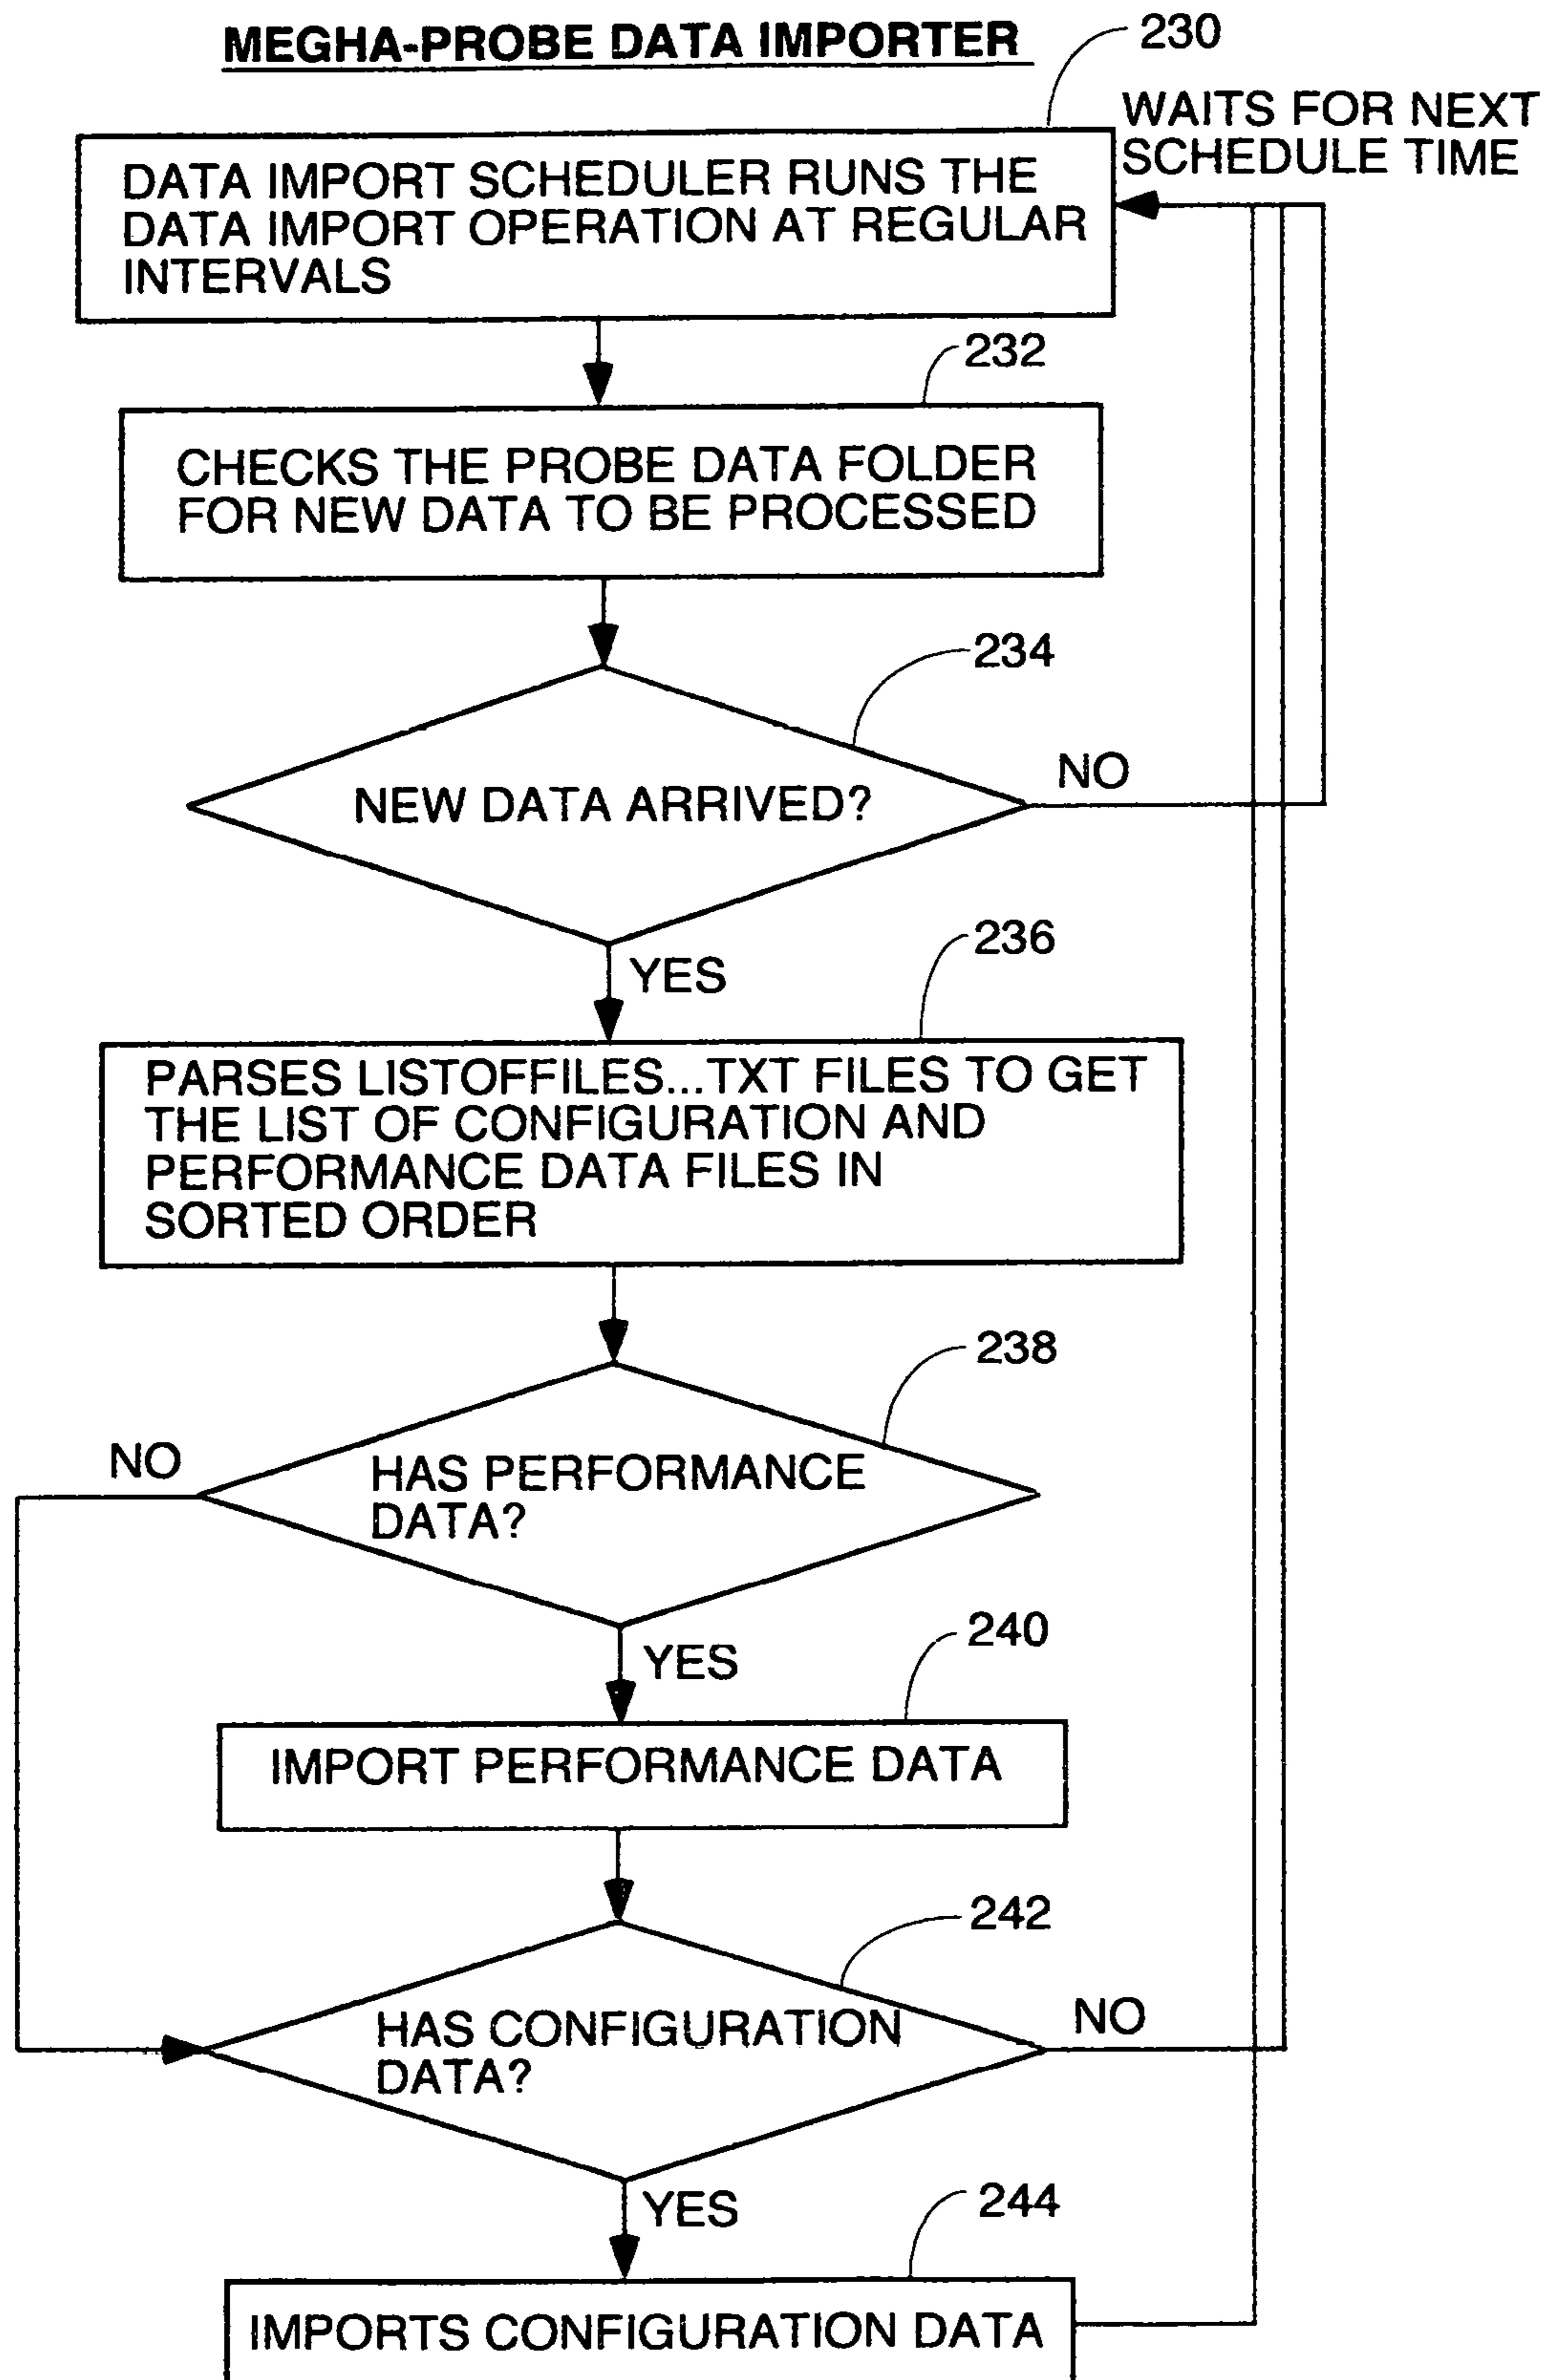 MEGHA-PROBE DATA IMPORTER
230
WAITS FOR NEXT
SCHEDULE TIME
DATA IMPORT SCHEDULER RUNS THE
DATA IMPORT OPERATION AT REGULAR
INTERVALS
232
CHECKS THE PROBE DATA FOLDER
FOR NEW DATA TO BE PROCESSED
234
NEW DATA ARRIVED?
NO
YES
236
PARSES LISTOFFILES...TXT FILES TO GET
THE LIST OF CONFIGURATION AND
PERFORMANCE DATA FILES IN
SORTED ORDER
238
NO
HAS PERFORMANCE
DATA?
YES
240
IMPORT PERFORMANCE DATA
242
HAS CONFIGURATION
DATA?
NO
YES
244
IMPORTS CONFIGURATION DATA